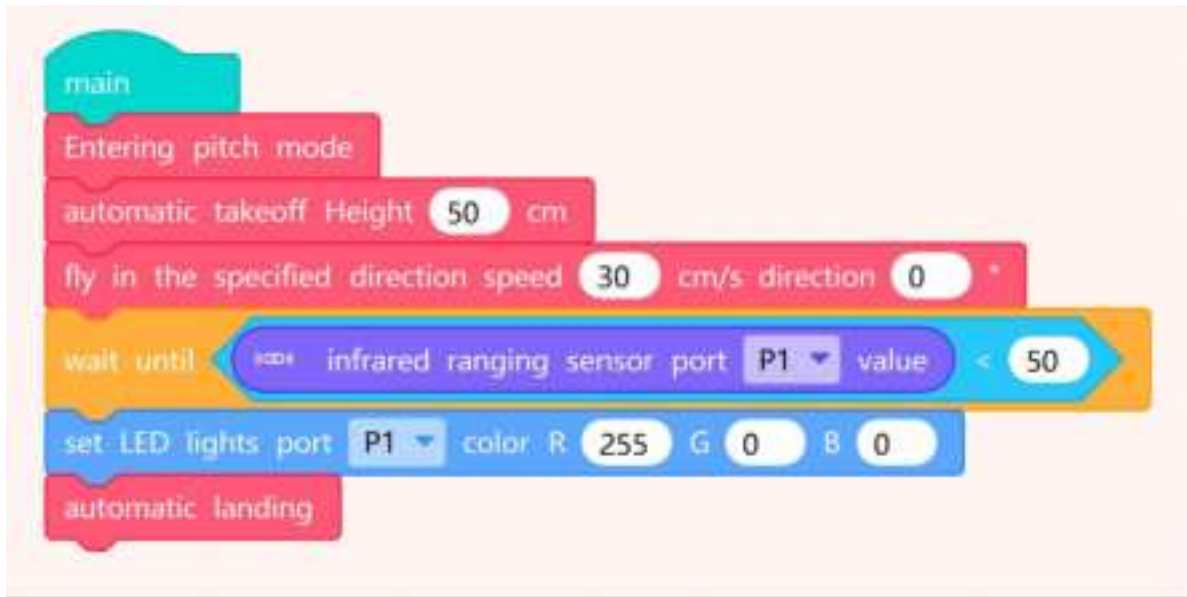 main
Entering pitch mode
automatic takeoff Height 50 cm
fly in the specified direction speed 30 cm/s direction 0 °
wait until infrared ranging sensor port P1 value < 50
set LED lights port P1 color R 255 G 0 B 0
automatic landing